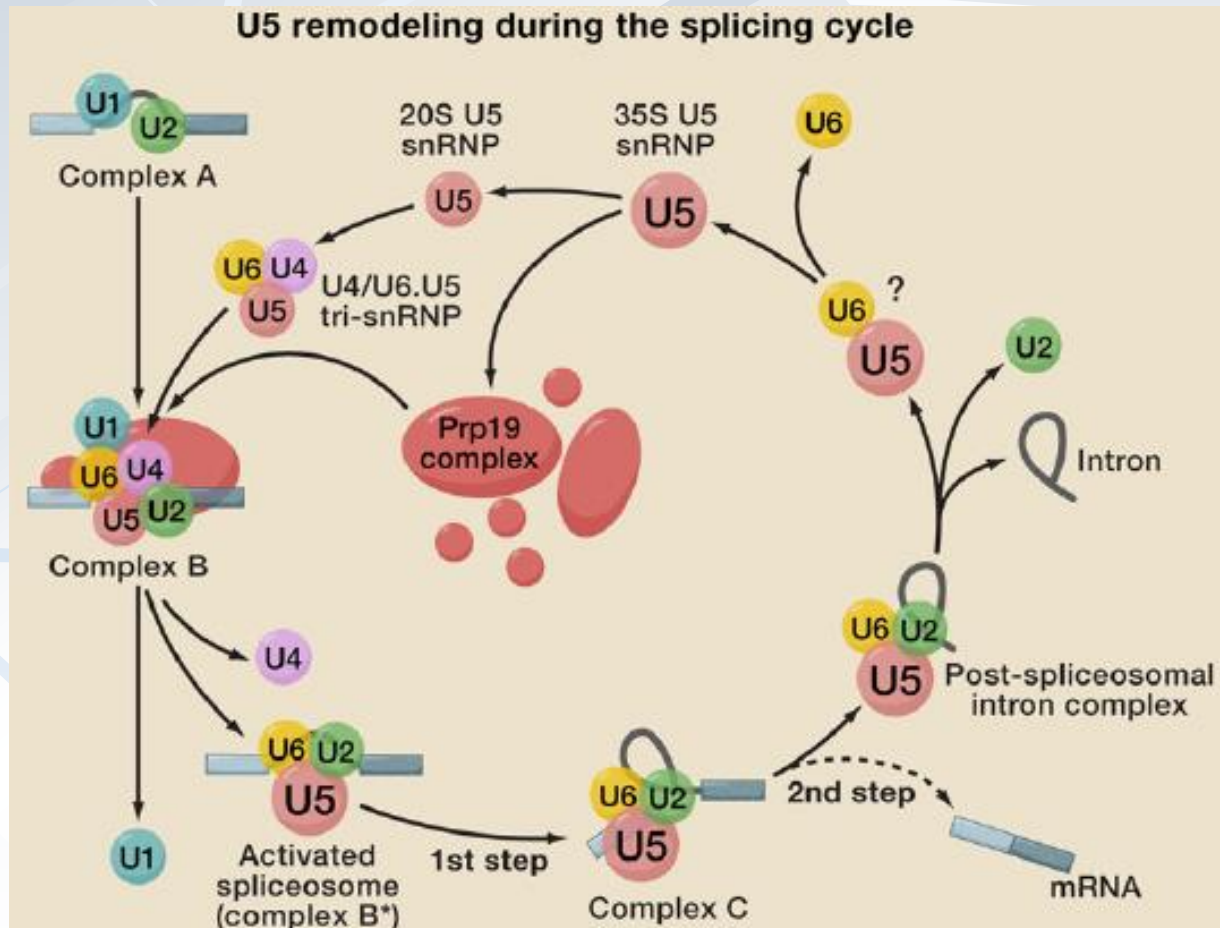 U5 remodeling during the splicing cycle
U1
U2
Complex A
20S U5
snRNP
U5
35S U5
snRNP
U5
U6
U6
U4
U5
U4/U6.U5
tri-snRNP
U6
?
U5
U2
Intron
Prp19
complex
U1
U6
U4
U5
U2
Complex B
U4
U1
U6
U2
U5
Activated
spliceosome
(complex B*)
1st step
U6
U2
U5
Complex C
2nd step
mRNA
U6
U2
U5
Post-spliceosomal
intron complex